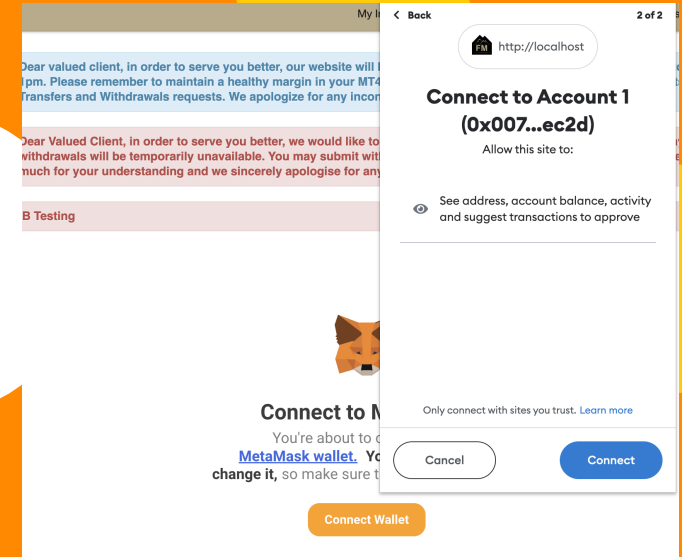 My
Dear valued client, in order to serve you better, our website will
1pm. Please remember to maintain a healthy margin in your MT4
Transfers and Withdrawals requests. We apologize for any
Dear Valued Client, in order to serve you better, we would like to
withdrawals will be temporarily unavailable. You may submit
much for your understanding and we sincerely apologise for any
B Testing
Connect to
You're about to
MetaMask wallet.
change it, so make sure
Connect Wallet
Back
2 of 2
FM http://localhost
Connect to Account 1
(0x007...ec2d)
Allow this site to:
See address, account balance, activity
and suggest transactions to approve
Only connect with sites you trust. Learn more
Cancel
Connect